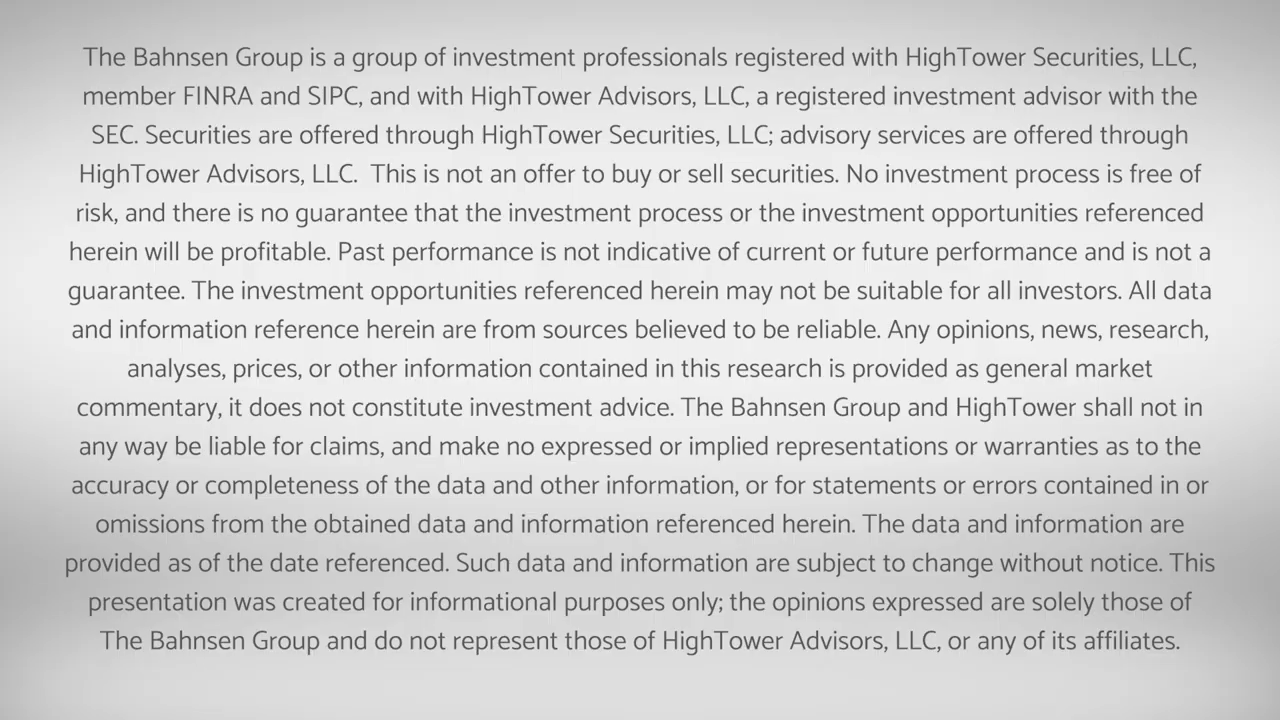 The Bahnsen Group is a group of investment professionals registered with HighTower Securities, LLC,
member FINRA and SIPC, and with HighTower Advisors, LLC, a registered investment advisor with the
SEC. Securities are offered through HighTower Securities, LLC; advisory services are offered through
HighTower Advisors, LLC.  This is not an offer to buy or sell securities. No investment process is free of
risk, and there is no guarantee that the investment process or the investment opportunities referenced
herein will be profitable. Past performance is not indicative of current or future performance and is not a
guarantee. The investment opportunities referenced herein may not be suitable for all investors. All data
and information reference herein are from sources believed to be reliable. Any opinions, news, research,
analyses, prices, or other information contained in this research is provided as general market
commentary, it does not constitute investment advice. The Bahnsen Group and HighTower shall not in
any way be liable for claims, and make no expressed or implied representations or warranties as to the
accuracy or completeness of the data and other information, or for statements or errors contained in or
omissions from the obtained data and information referenced herein. The data and information are
provided as of the date referenced. Such data and information are subject to change without notice. This
presentation was created for informational purposes only; the opinions expressed are solely those of
The Bahnsen Group and do not represent those of HighTower Advisors, LLC, or any of its affiliates.